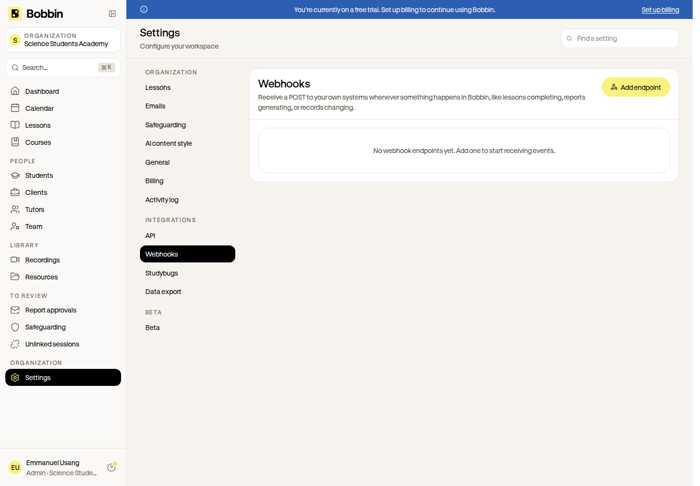 Bobbin
You're currently on a free trial. Set up billing to continue using Bobbin.
Set up billing
ORGANIZATION
S
Science Students Academy
Search...
⌘ K
Dashboard
Calendar
Lessons
Courses
PEOPLE
Students
Clients
Tutors
Team
LIBRARY
Recordings
Resources
TO REVIEW
Report approvals
Safeguarding
Unlinked sessions
ORGANIZATION
Settings
EU
Emmanuel Usang
Admin · Science Stude...
Settings
Configure your workspace
Find a setting
ORGANIZATION
Lessons
Emails
Safeguarding
AI content style
General
Billing
Activity log
INTEGRATIONS
API
Webhooks
Studybugs
Data export
BETA
Beta
Webhooks
Receive a POST to your own systems whenever something happens in Bobbin, like lessons completing, reports
generating, or records changing.
Add endpoint
No webhook endpoints yet. Add one to start receiving events.